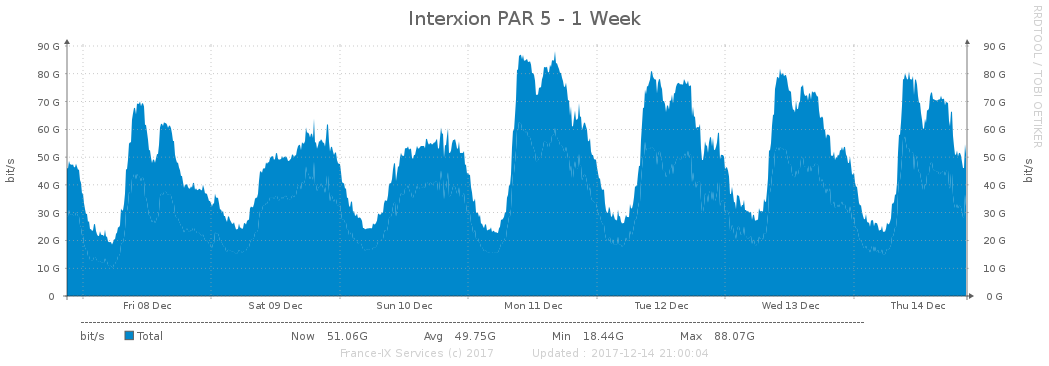 Interxion PAR 5 - 1 Week
RRDTOOL / TOBI OETIKER
90 G 90 G
80 G 80 G
70 G 70 G
60 G 60 G
50 G 50 G
40 G 40 G
30 G 30 G
20 G 20 G
10 G 10 G
0 0 G
bit/s bit/s
Fri 08 Dec Sat 09 Dec Sun 10 Dec Mon 11 Dec Tue 12 Dec Wed 13 Dec Thu 14 Dec
bit/s Total Now 51.06G Avg 49.75G Min 18.44G Max 88.07G
France-IX Services (c) 2017 Updated : 2017-12-14 21:00:04